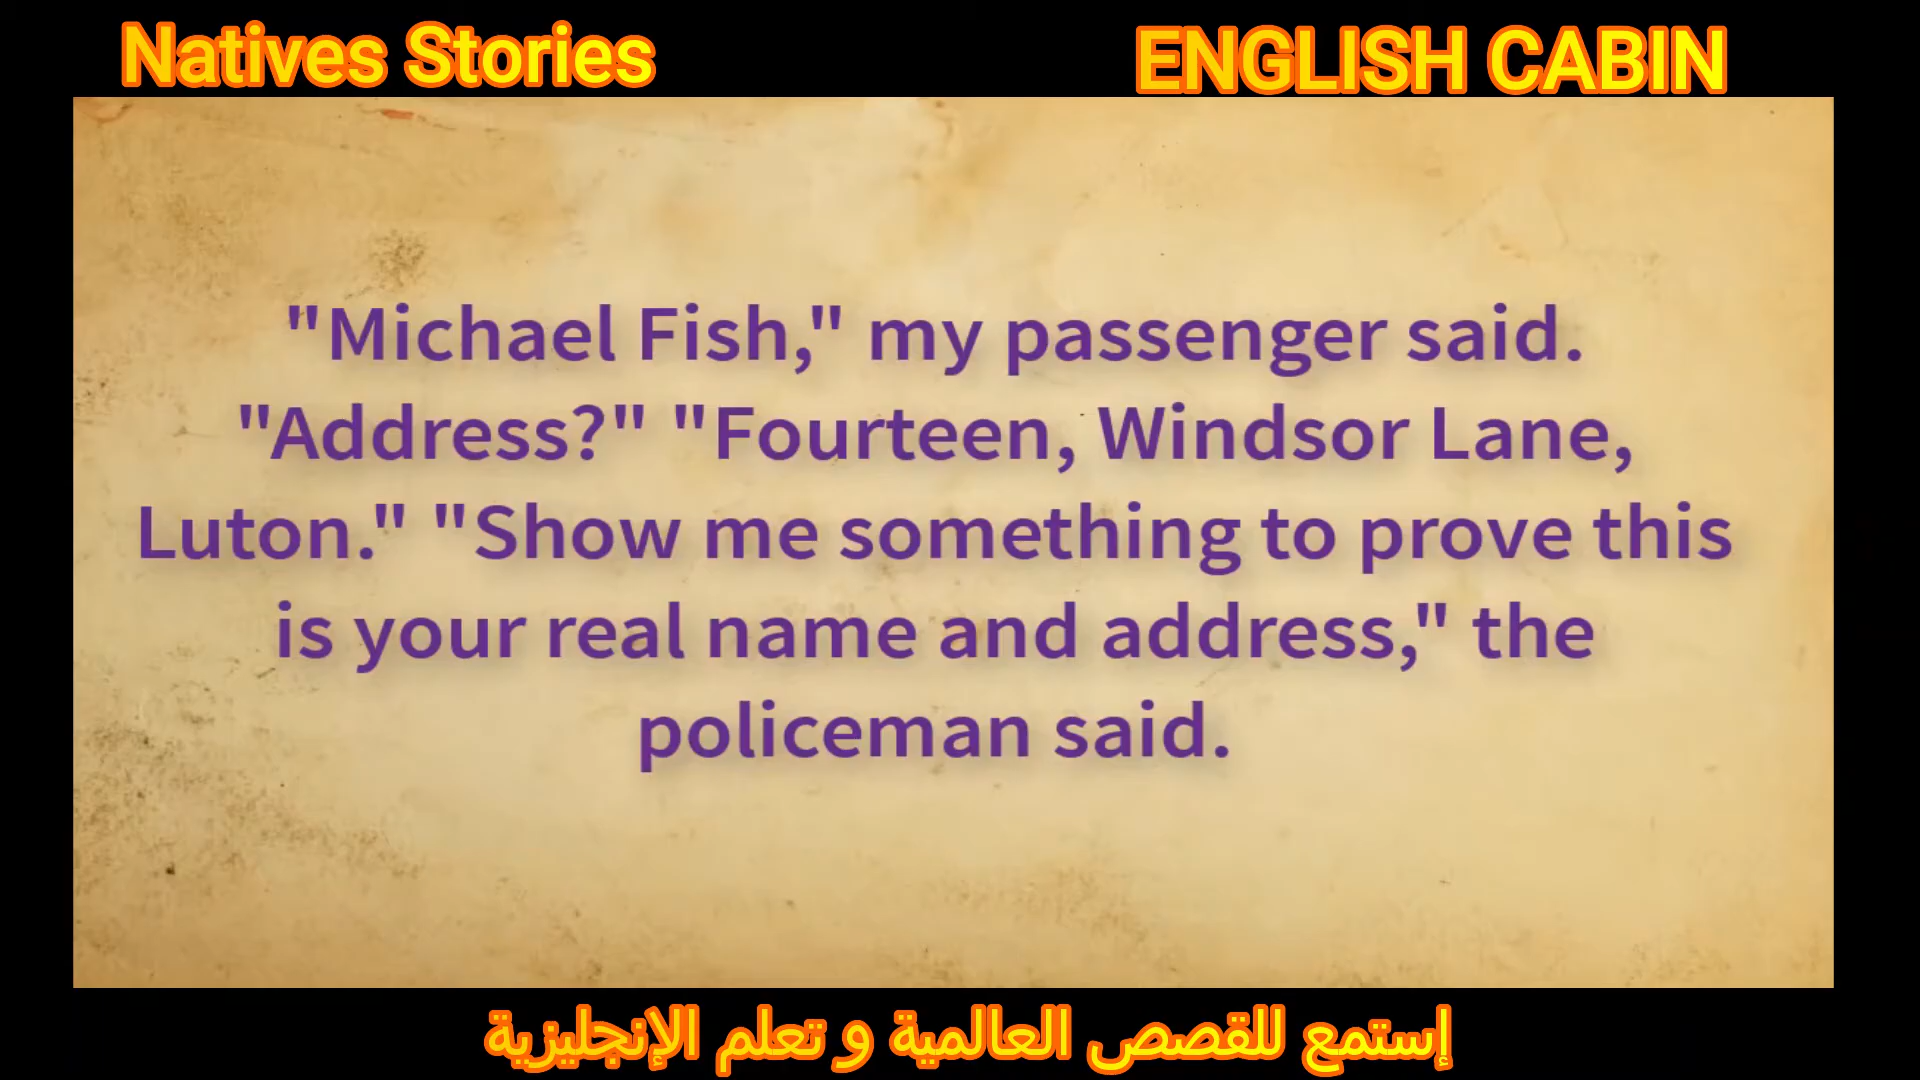 Natives Stories
ENGLISH CABIN
"Michael Fish," my passenger said.
"Address?" "Fourteen, Windsor Lane,
Luton." "Show me something to prove this
is your real name and address," the
policeman said.
إستمع للقصص العالمية و تعلم الإنجليزية